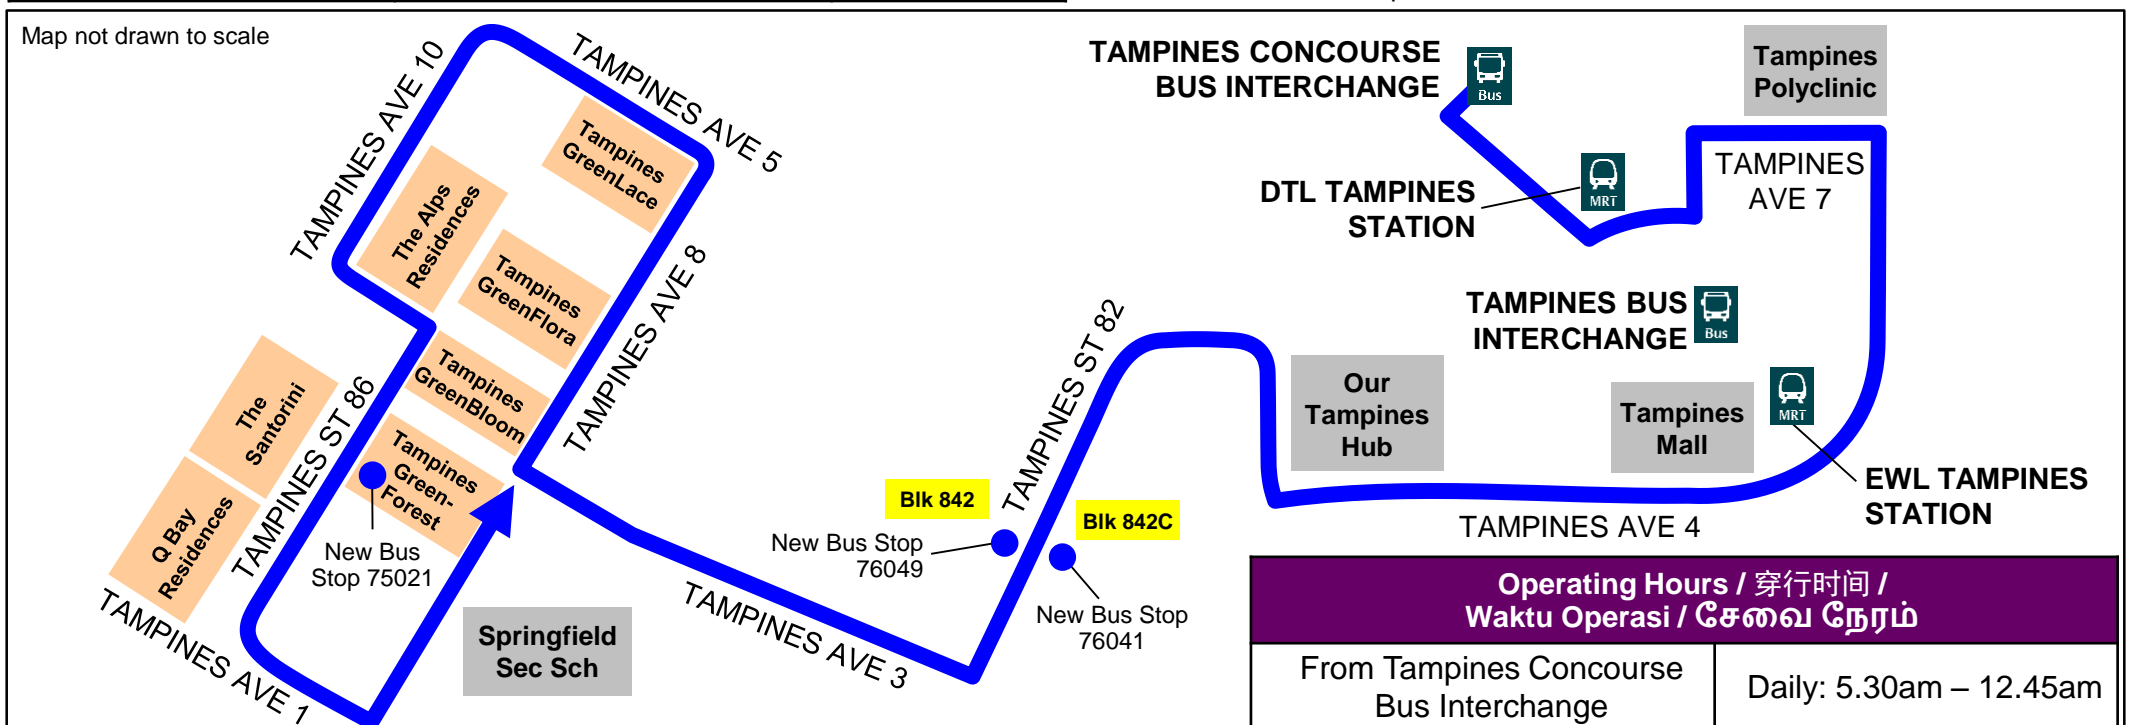 Map not drawn to scale
TAMPINES AVE 10
TAMPINES AVE 5
Tampines
GreenLace
The Alps
Residences
Tampines
GreenFlora
TAMPINES AVE 8
Tampines
GreenBloom
The
Santorini
TAMPINES ST 86
Tampines
Green-
Forest
Q Bay
Residences
New Bus
Stop 75021
TAMPINES AVE 1
Springfield
Sec Sch
TAMPINES AVE 3
Blk 842
New Bus Stop
76049
TAMPINES ST 82
Blk 842C
New Bus Stop
76041
TAMPINES CONCOURSE
BUS INTERCHANGE
Bus
Tampines
Polyclinic
DTL TAMPINES
STATION
MRT
TAMPINES
AVE 7
TAMPINES BUS
INTERCHANGE
Bus
Our
Tampines
Hub
Tampines
Mall
MRT
EWL TAMPINES
STATION
TAMPINES AVE 4
Operating Hours / 穿行时间 /
Waktu Operasi / சேவை நேரம்
From Tampines Concourse
Bus Interchange
Daily: 5.30am – 12.45am